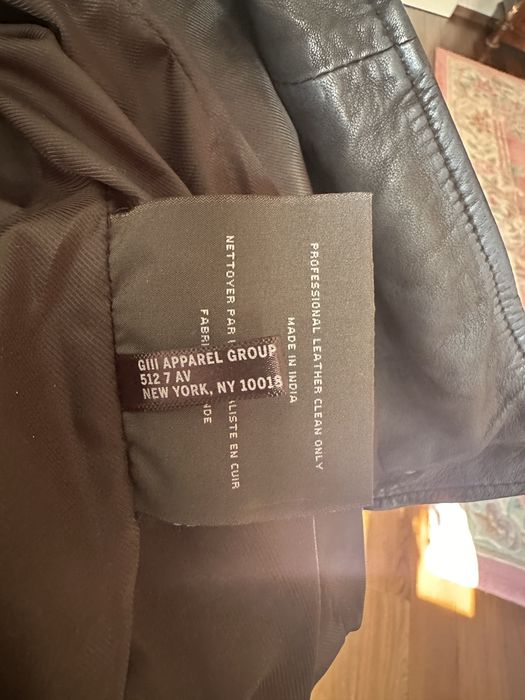 PROFESSIONAL LEATHER CLEAN ONLY
MADE IN INDIA
NETTOYER PAR
LISTE EN CUIR
GIII APPAREL GROUP
512 7 AV
NEW YORK, NY 10018